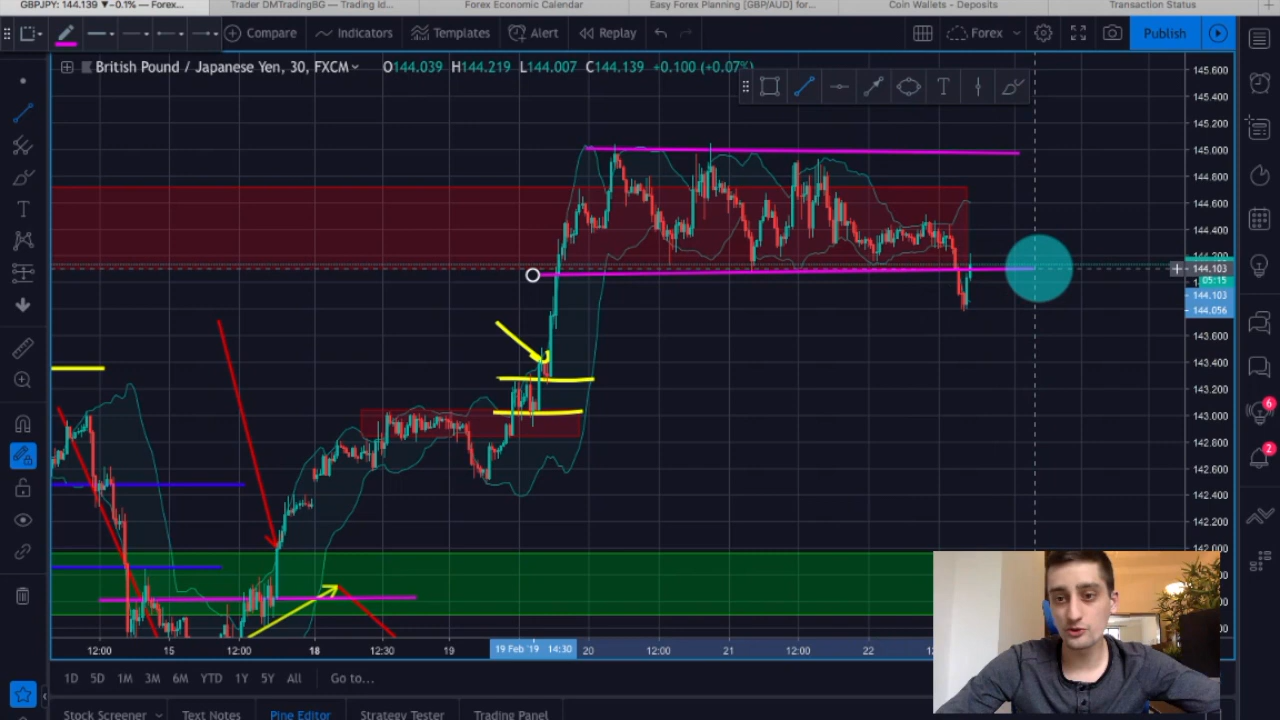 GBPJPY: 144.139 ▼-0.1% — Forex...
Trader DMTradingBG — Trading Id...
Forex Economic Calendar
Easy Forex Planning [GBP/AUD] for...
Coin Wallets - Deposits
Transaction Status
Compare
Indicators
Templates
Alert
Replay
Forex
Publish
British Pound / Japanese Yen, 30, FXCM
O144.039 H144.219 L144.007 C144.139 +0.100 (+0.07%)
145.600
145.400
145.200
145.000
144.800
144.600
144.400
144.103
05:15
144.103
144.056
143.600
143.400
143.200
143.000
142.800
142.600
142.400
142.200
142.000
6
2
12:00
15
12:00
18
12:30
19
19 Feb '19 14:30
20
12:00
21
12:00
22
1D 5D 1M 3M 6M YTD 1Y 5Y All Go to...
Stock Screener
Text Notes
Pine Editor
Strategy Tester
Trading Panel